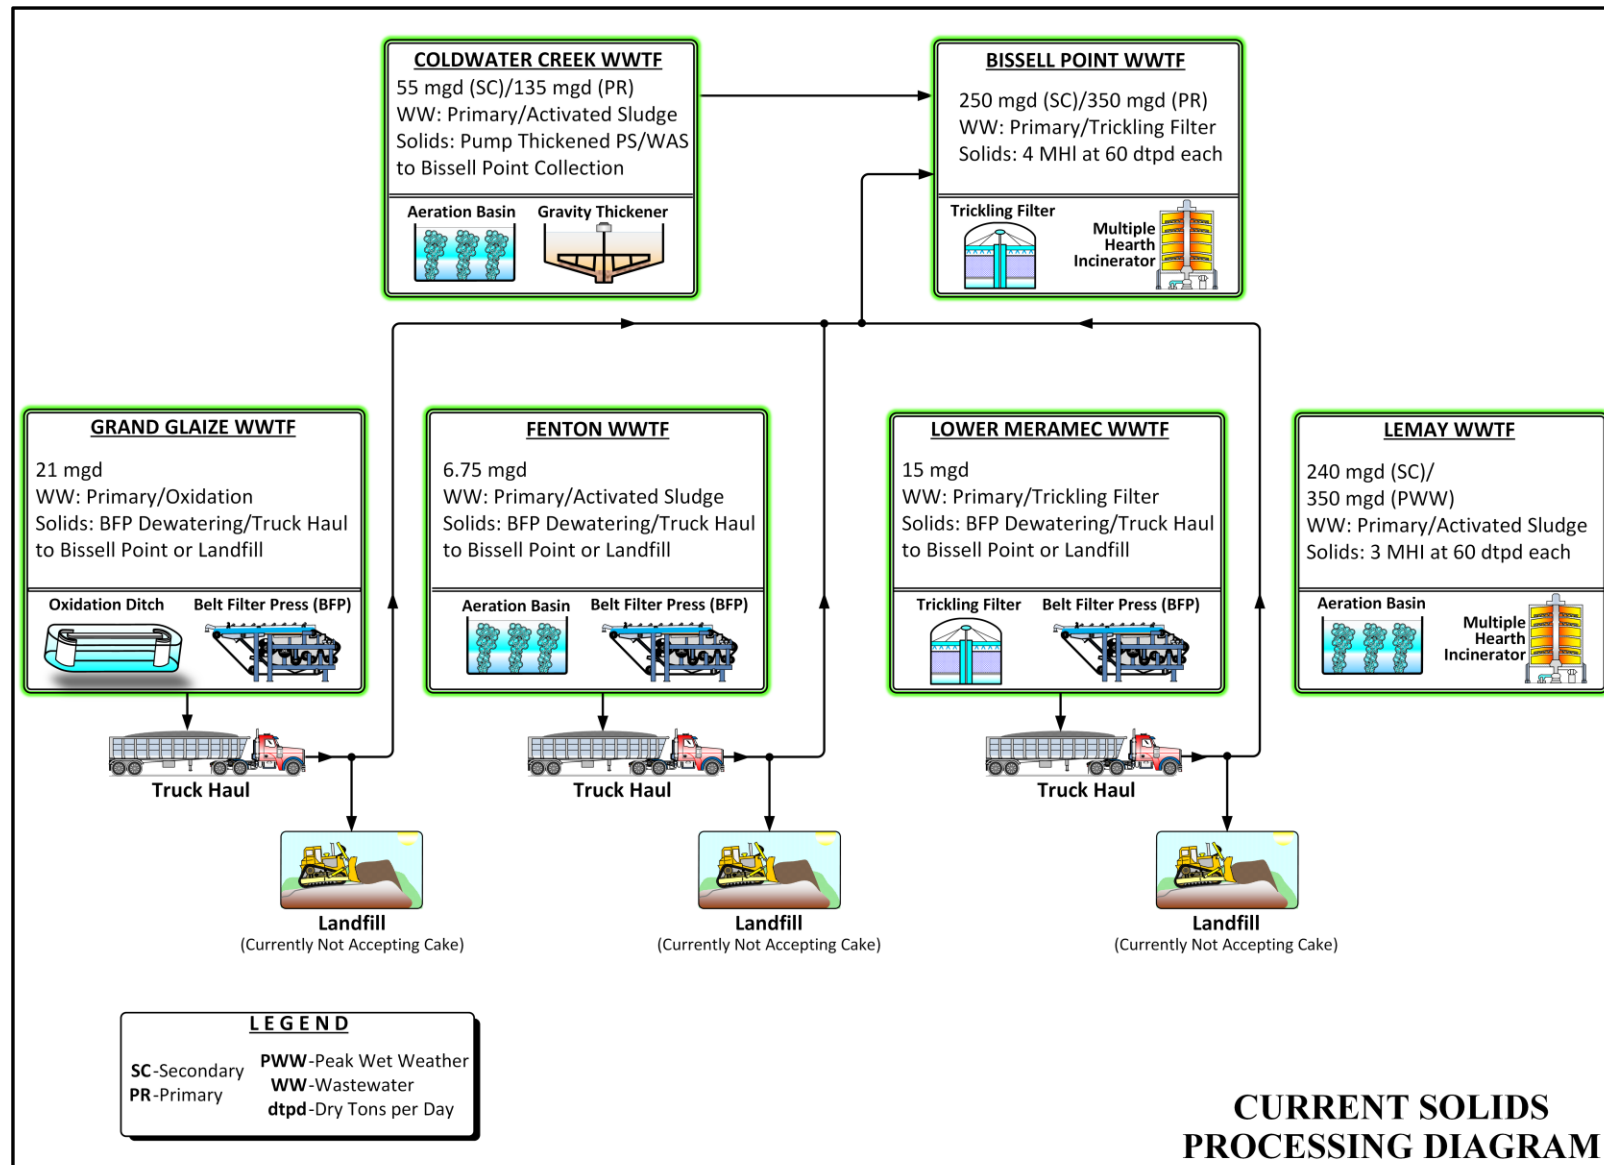 COLDWATER CREEK WWTF
55 mgd (SC)/135 mgd (PR)
WW: Primary/Activated Sludge
Solids: Pump Thickened PS/WAS
to Bissell Point Collection
Aeration Basin
Gravity Thickener
BISSELL POINT WWTF
250 mgd (SC)/350 mgd (PR)
WW: Primary/Trickling Filter
Solids: 4 MHI at 60 dtpd each
Trickling Filter
Multiple
Hearth
Incinerator
GRAND GLAIZE WWTF
21 mgd
WW: Primary/Oxidation
Solids: BFP Dewatering/Truck Haul
to Bissell Point or Landfill
Oxidation Ditch
Belt Filter Press (BFP)
FENTON WWTF
6.75 mgd
WW: Primary/Activated Sludge
Solids: BFP Dewatering/Truck Haul
to Bissell Point or Landfill
Aeration Basin
Belt Filter Press (BFP)
LOWER MERAMEC WWTF
15 mgd
WW: Primary/Trickling Filter
Solids: BFP Dewatering/Truck Haul
to Bissell Point or Landfill
Trickling Filter
Belt Filter Press (BFP)
LEMAY WWTF
240 mgd (SC)/
350 mgd (PWW)
WW: Primary/Activated Sludge
Solids: 3 MHI at 60 dtpd each
Aeration Basin
Multiple
Hearth
Incinerator
Truck Haul
Truck Haul
Truck Haul
Landfill
(Currently Not Accepting Cake)
Landfill
(Currently Not Accepting Cake)
Landfill
(Currently Not Accepting Cake)
LEGEND
SC-Secondary
PR-Primary
PWW-Peak Wet Weather
WW-Wastewater
dtpd-Dry Tons per Day
CURRENT SOLIDS
PROCESSING DIAGRAM